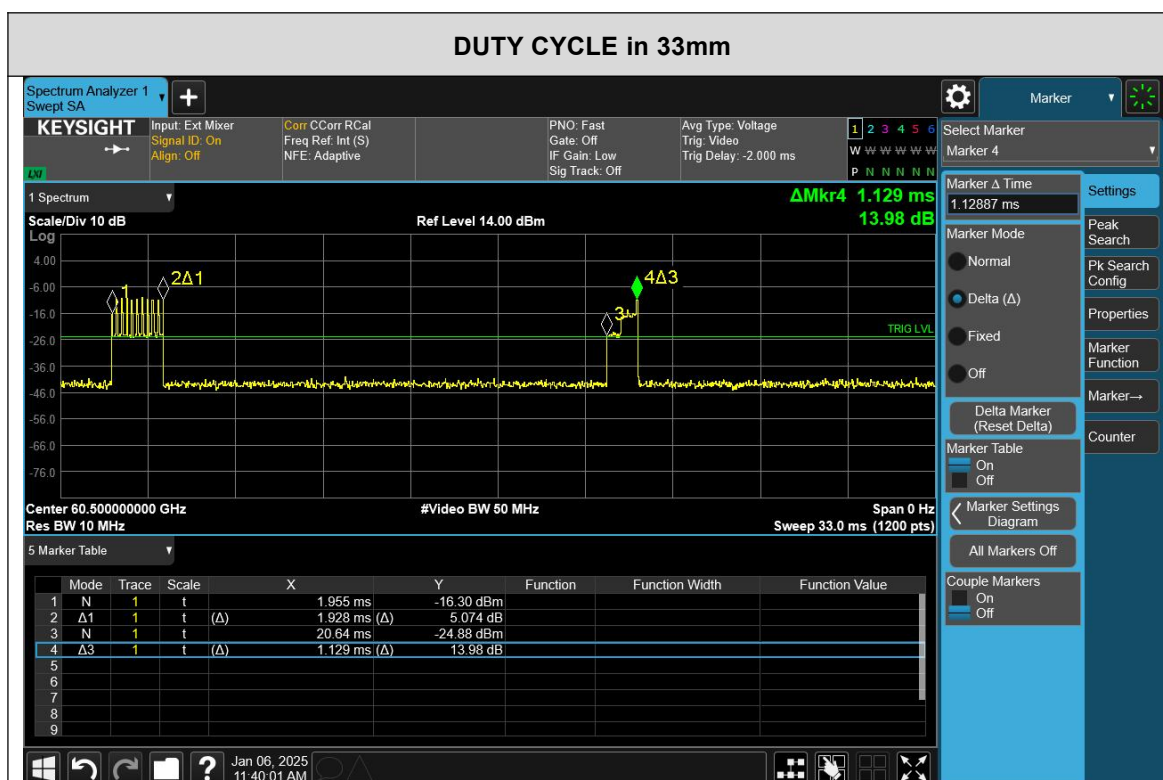 DUTY CYCLE in 33mm
Spectrum Analyzer 1
Swept SA
+
Marker
KEYSIGHT
LXI
Input: Ext Mixer
Signal ID: On
Align: Off
Corr CCorr RCal
Freq Ref: Int (S)
NFE: Adaptive
PNO: Fast
Gate: Off
IF Gain: Low
Sig Track: Off
Avg Type: Voltage
Trig: Video
Trig Delay: -2.000 ms
1 2 3 4 5 6
W W W W W W
P N N N N N
Select Marker
Marker 4
1 Spectrum
Scale/Div 10 dB
Log
Ref Level 14.00 dBm
ΔMkr4 1.129 ms
13.98 dB
4.00
-6.00
-16.0
-26.0
-36.0
-46.0
-56.0
-66.0
-76.0
1
2Δ1
3
4Δ3
TRIG LVL
Center 60.500000000 GHz
Res BW 10 MHz
#Video BW 50 MHz
Span 0 Hz
Sweep 33.0 ms (1200 pts)
Marker Δ Time
1.12887 ms
Marker Mode
Normal
Delta (Δ)
Fixed
Off
Delta Marker
(Reset Delta)
Marker Table
On
Off
Marker Settings
Diagram
All Markers Off
Couple Markers
On
Off
Settings
Peak
Search
Pk Search
Config
Properties
Marker
Function
Marker→
Counter
5 Marker Table
Mode Trace Scale X Y Function Function Width Function Value
1 N 1 t 1.955 ms -16.30 dBm
2 Δ1 1 t (Δ) 1.928 ms (Δ) 5.074 dB
3 N 1 t 20.64 ms -24.88 dBm
4 Δ3 1 t (Δ) 1.129 ms (Δ) 13.98 dB
5
6
7
8
9
?
Jan 06, 2025
11:40:01 AM